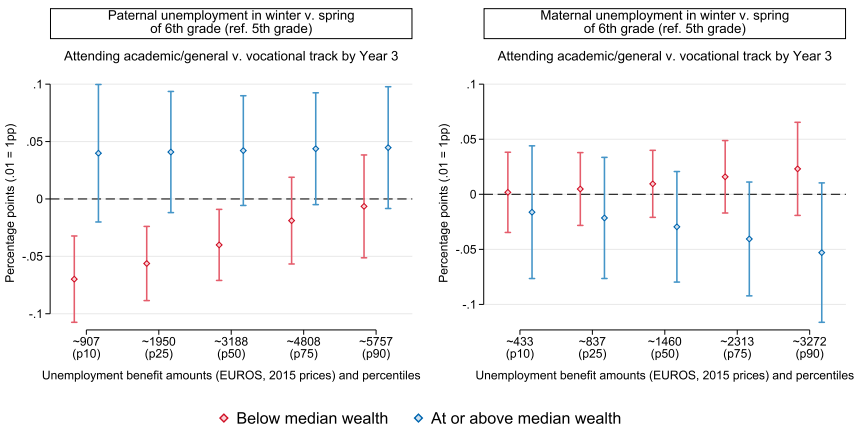 Paternal unemployment in winter v. spring
of 6th grade (ref. 5th grade)
Attending academic/general v. vocational track by Year 3
Percentage points (.01 = 1pp)
.1
.05
0
-.05
-.1
~907 ~1950 ~3188 ~4808 ~5757
(p10) (p25) (p50) (p75) (p90)
Unemployment benefit amounts (EUROS, 2015 prices) and percentiles
Maternal unemployment in winter v. spring
of 6th grade (ref. 5th grade)
Attending academic/general v. vocational track by Year 3
Percentage points (.01 = 1pp)
.1
.05
0
-.05
-.1
~433 ~837 ~1460 ~2313 ~3272
(p10) (p25) (p50) (p75) (p90)
Unemployment benefit amounts (EUROS, 2015 prices) and percentiles
Below median wealth At or above median wealth